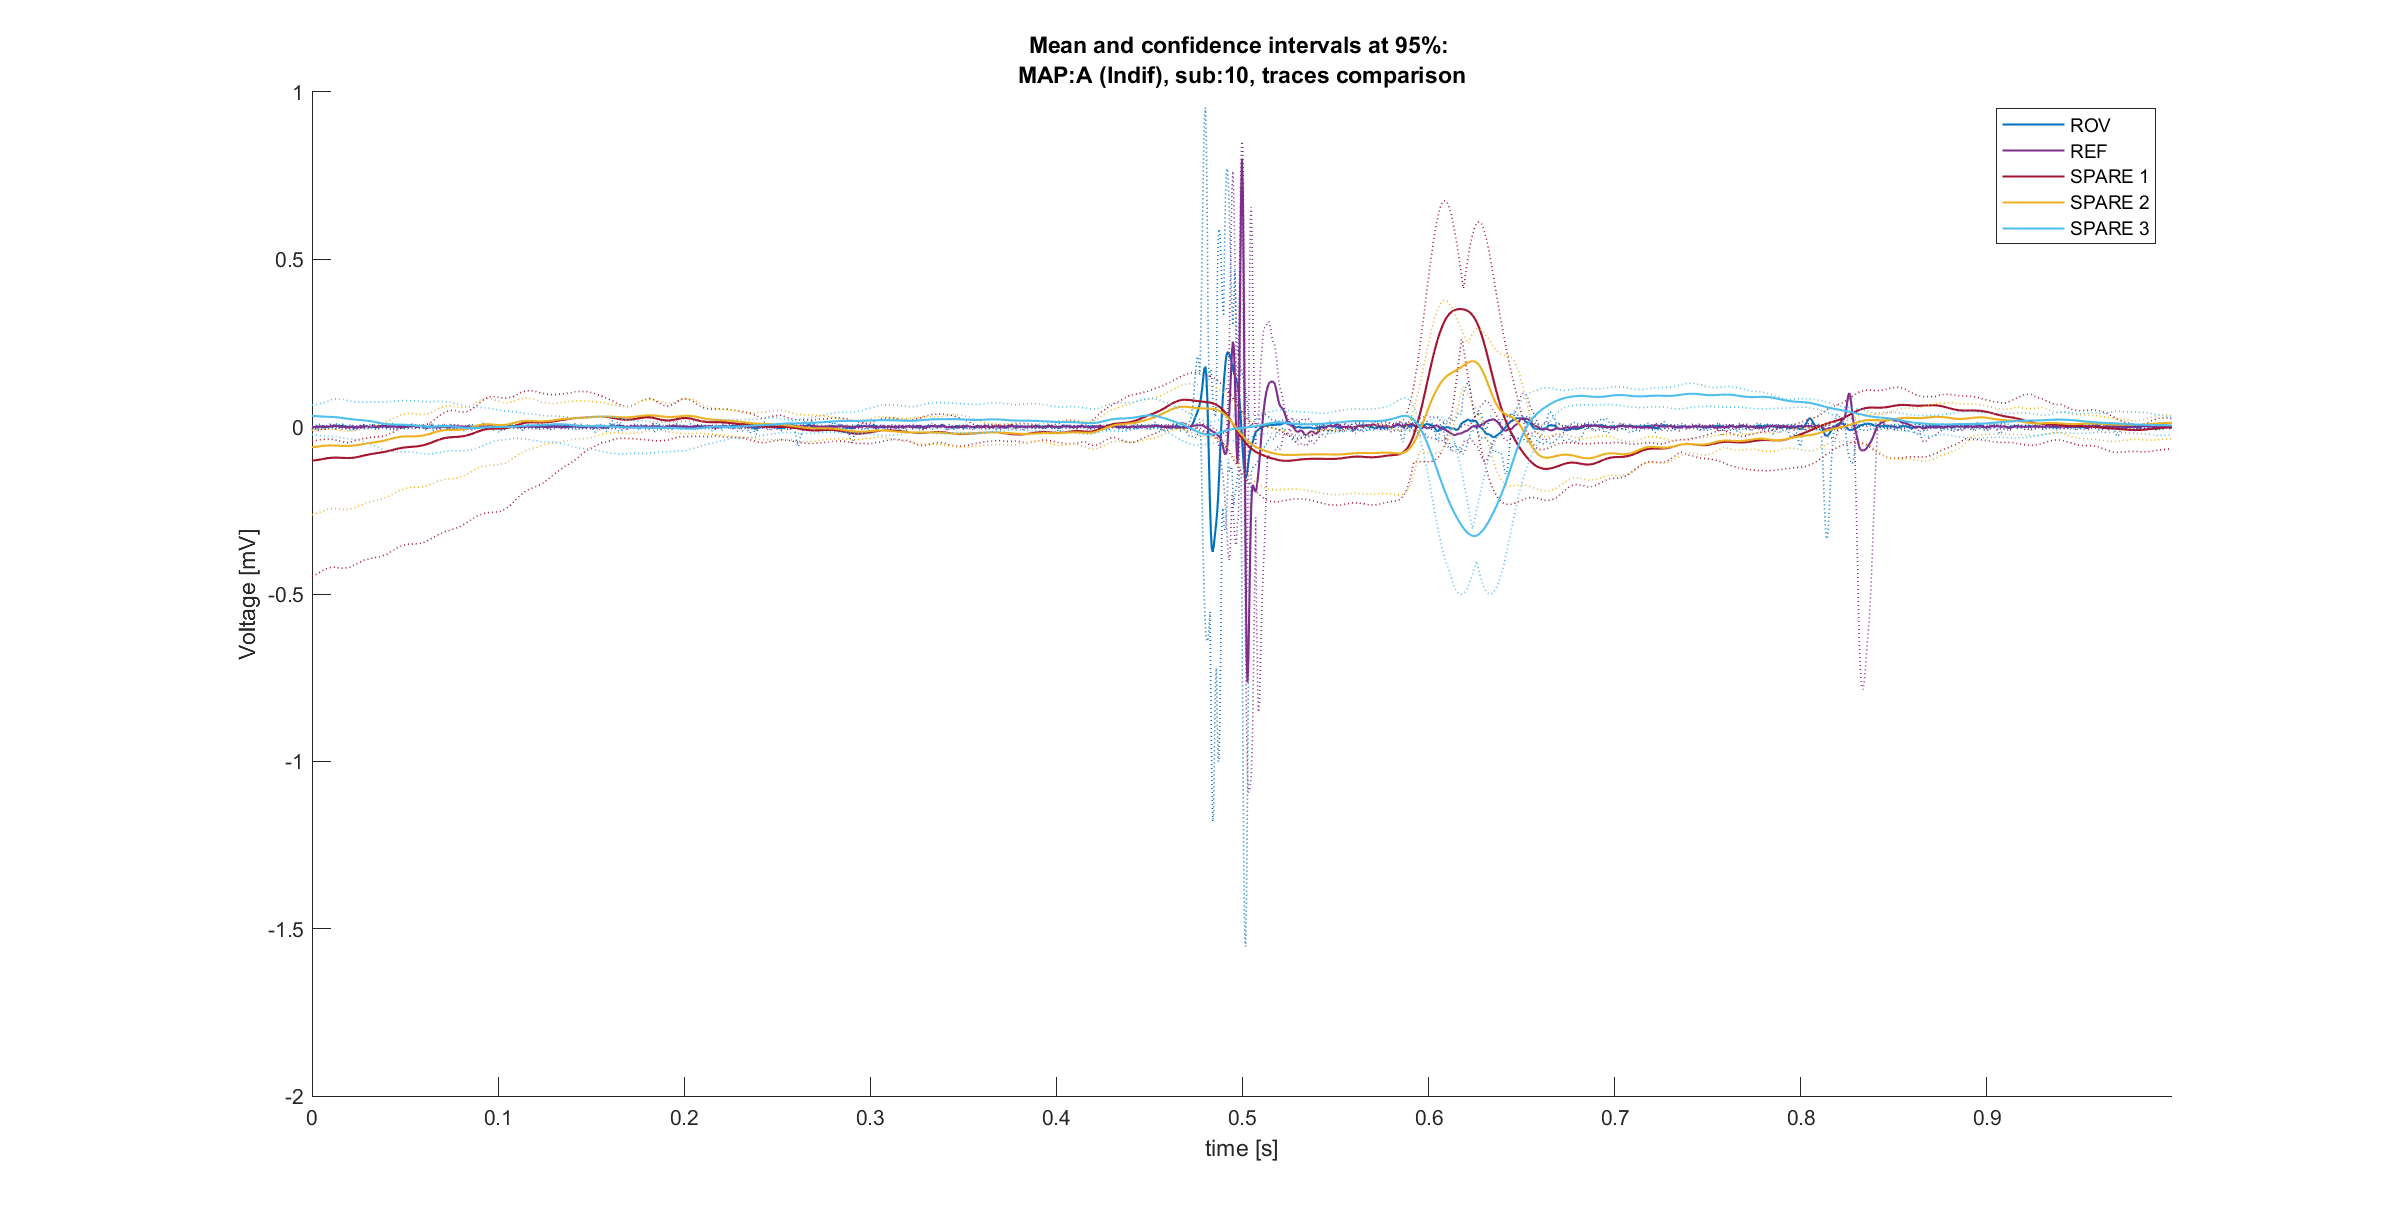 Mean and confidence intervals at 95%:
MAP:A (Indif), sub:10, traces comparison
1
0.5
0
-0.5
-1
-1.5
-2
Voltage [mV]
ROV
REF
SPARE 1
SPARE 2
SPARE 3
0 0.1 0.2 0.3 0.4 0.5 0.6 0.7 0.8 0.9
time [s]